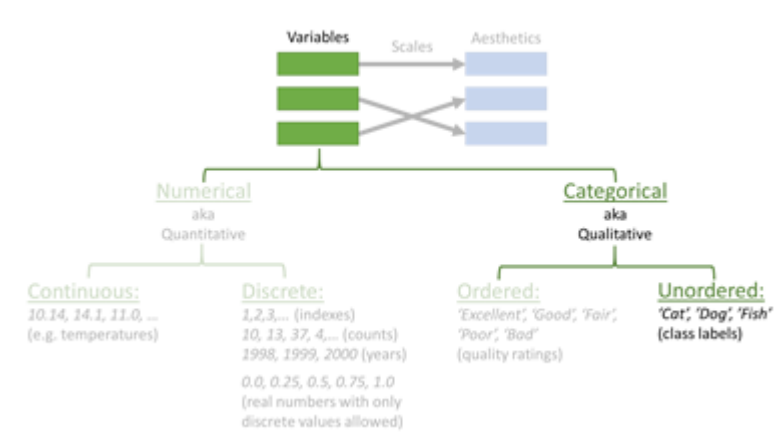 Variables
Scales
Aesthetics
Numerical
aka
Quantitative
Categorical
aka
Qualitative
Continuous:
10.14, 14.1, 11.0, ...
(e.g. temperatures)
Discrete:
1,2,3,... (indexes)
10, 13, 37, 4,... (counts)
1998, 1999, 2000 (years)
0.0, 0.25, 0.5, 0.75, 1.0
(real numbers with only
discrete values allowed)
Ordered:
‘Excellent’, ‘Good’, ‘Fair’,
‘Poor’, ‘Bad’
(quality ratings)
Unordered:
‘Cat’, ‘Dog’, ‘Fish’
(class labels)